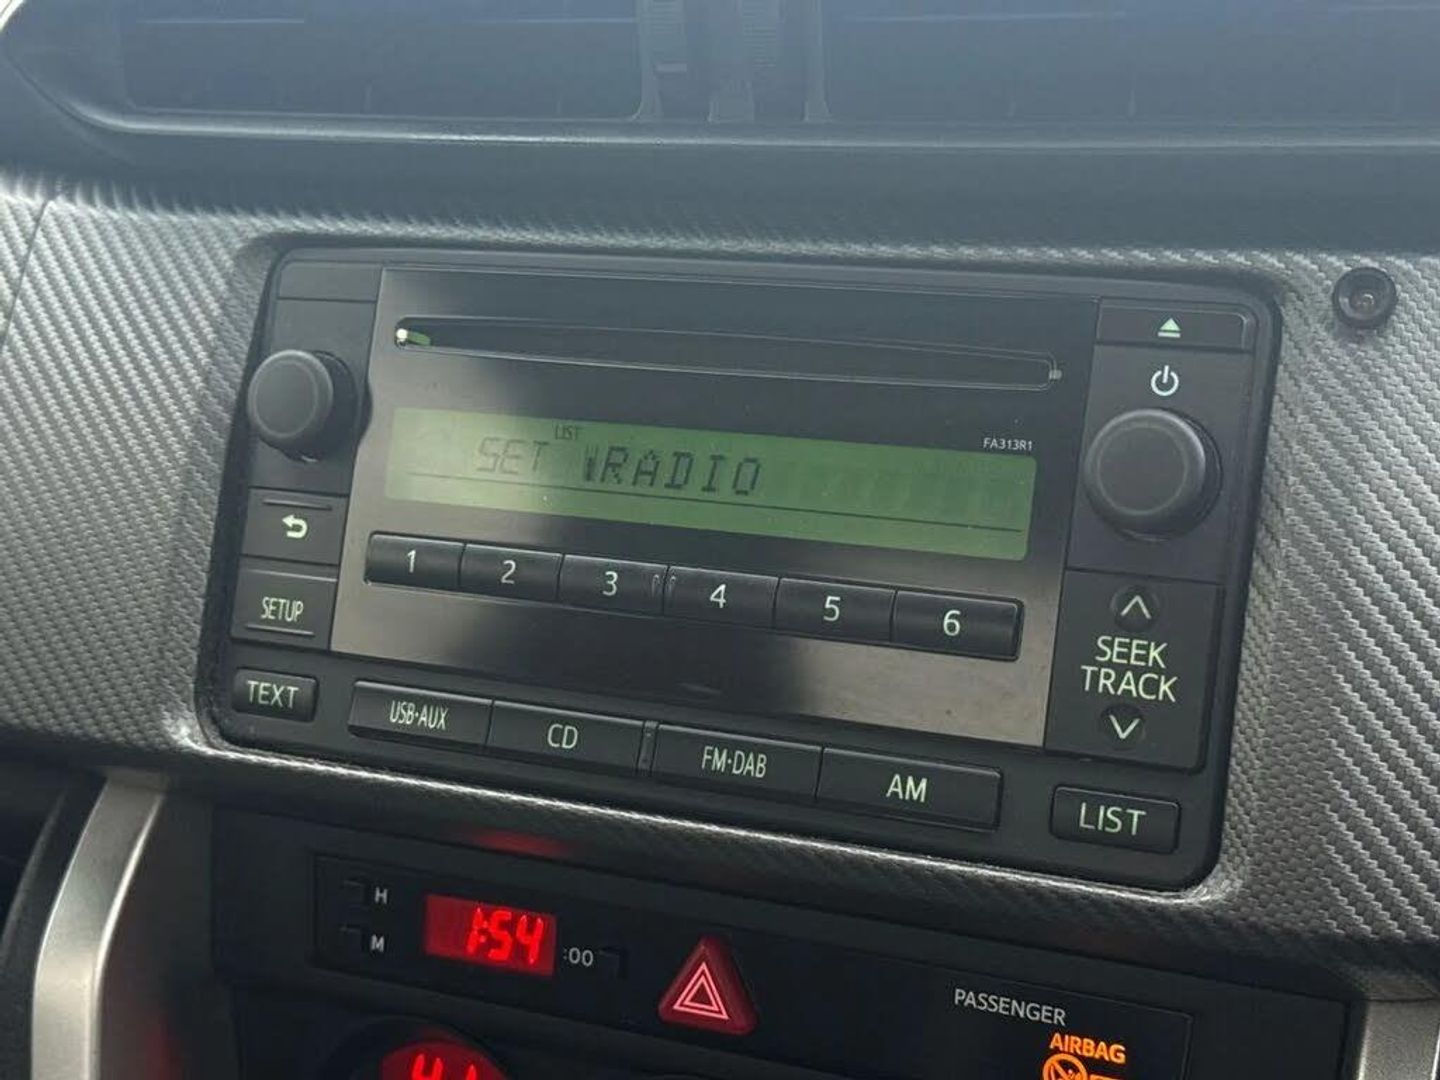 FA313R1
LIST
SET RADIO
1 2 3 4 5 6
SETUP
SEEK
TRACK
TEXT
USB·AUX CD FM·DAB AM
LIST
H
1:54 :00
M
PASSENGER
AIRBAG